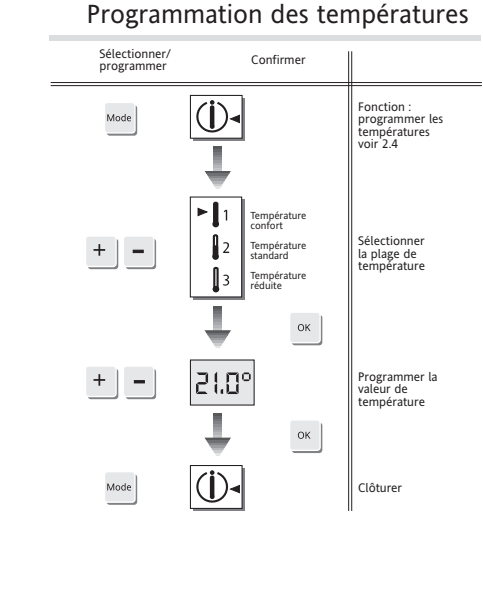 Programmation des températures
Sélectionner/
programmer
Confirmer
Mode
Fonction :
programmer les
températures
voir 2.4
1
Température
confort
+
-
2
Température
standard
Sélectionner
la plage de
température
3
Température
réduite
OK
+
-
21.0°
Programmer la
valeur de
température
OK
Mode
Clôturer